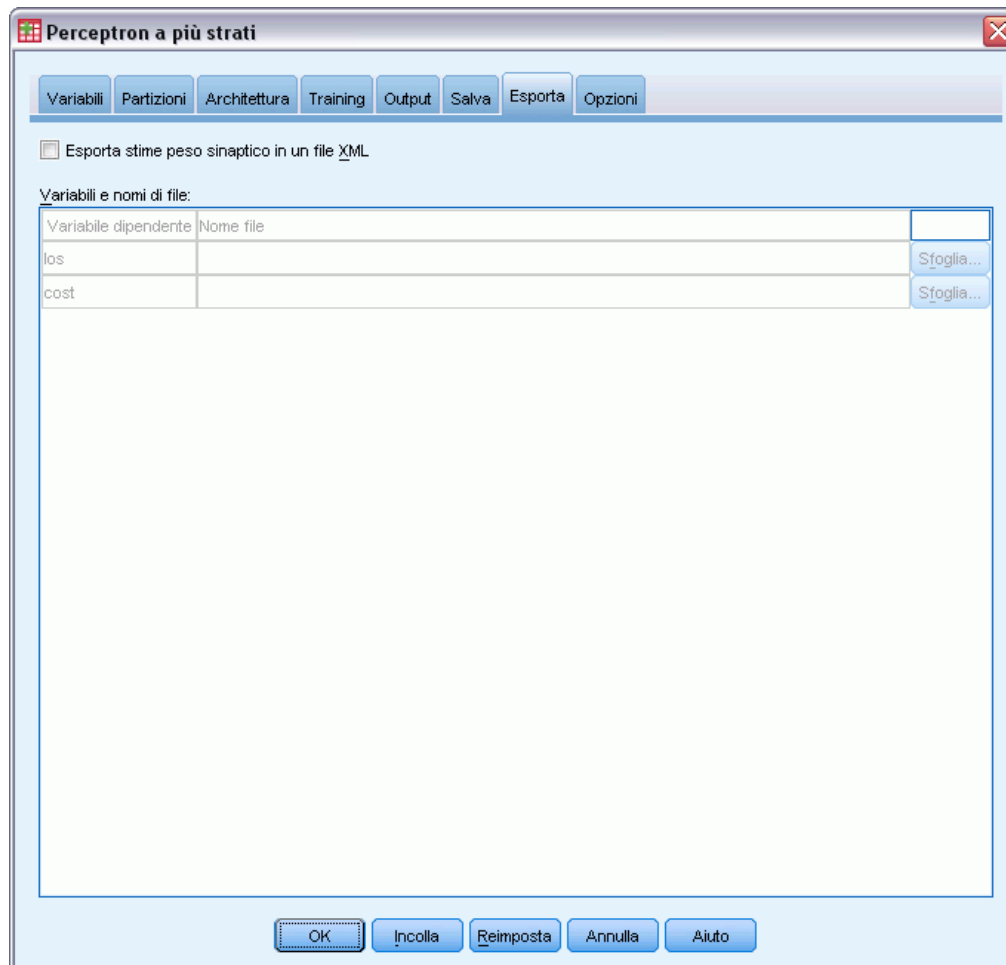 Perceptron a più strati
Variabili Partizioni Architettura Training Output Salva Esporta Opzioni
Esporta stime peso sinaptico in un file XML
Variabili e nomi di file:
Variabile dipendente Nome file
los Sfoglia...
cost Sfoglia...
OK Incolla Reimposta Annulla Aiuto